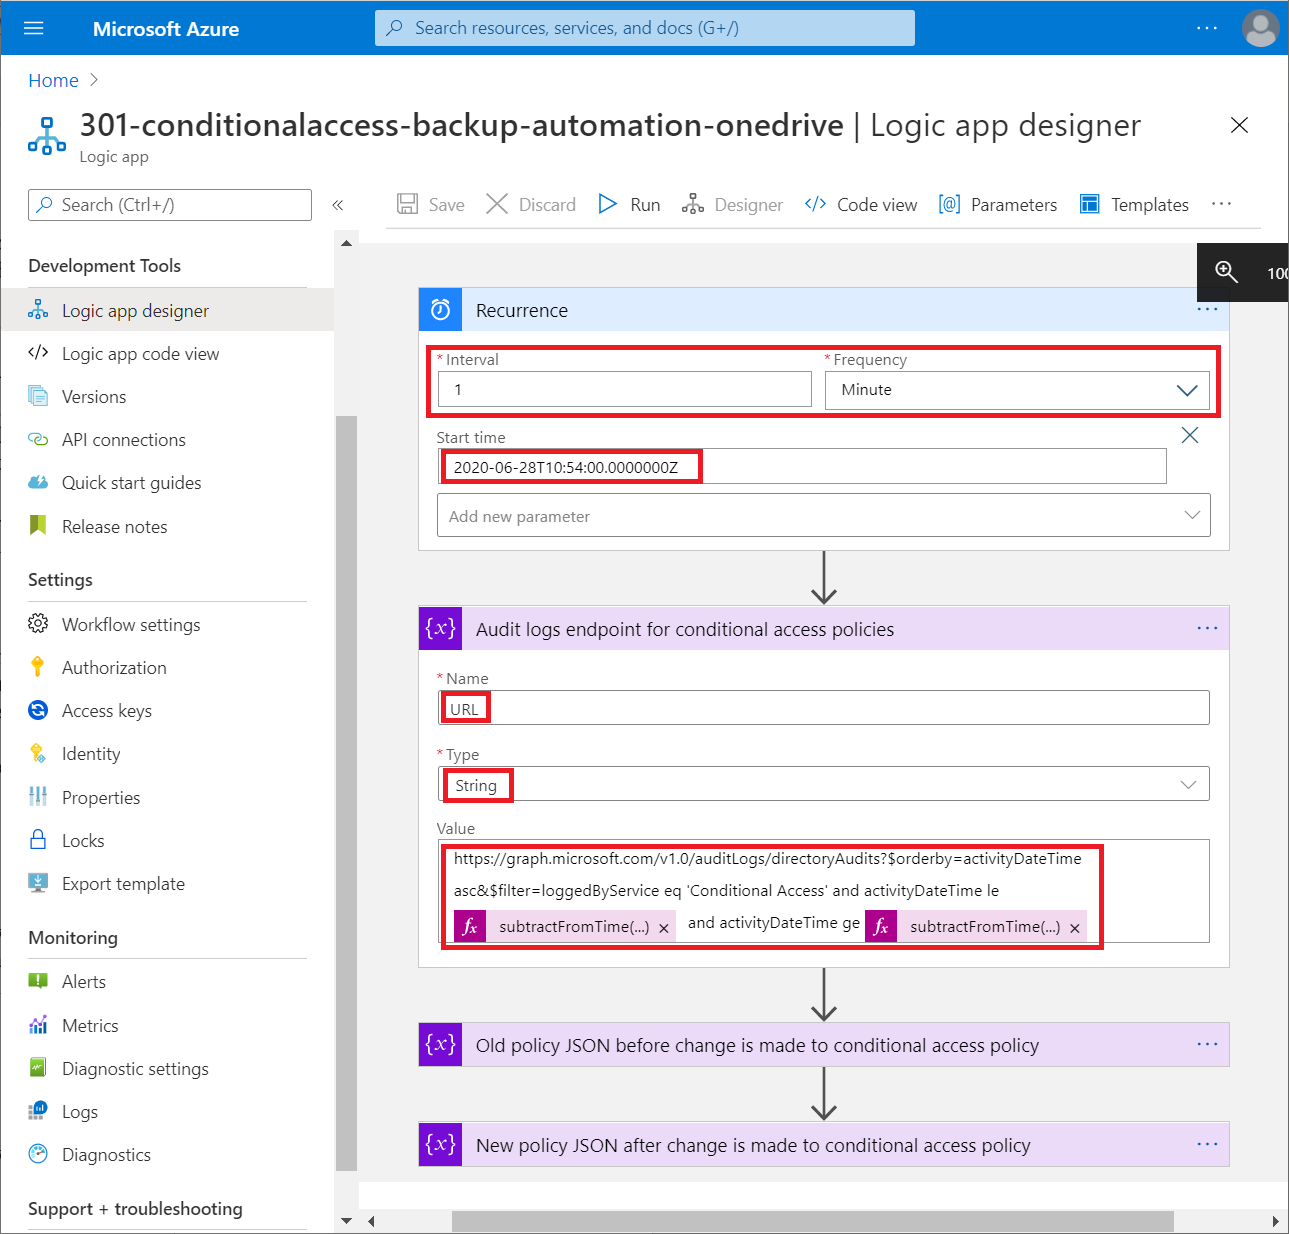 Microsoft Azure
Search resources, services, and docs (G+/)
Home
301-conditionalaccess-backup-automation-onedrive | Logic app designer
Logic app
Search (Ctrl+/)
«
Save
Discard
Run
Designer
</> Code view
[@] Parameters
Templates
Development Tools
Logic app designer
</> Logic app code view
Versions
API connections
Quick start guides
Release notes
Settings
Workflow settings
Authorization
Access keys
Identity
Properties
Locks
Export template
Monitoring
Alerts
Metrics
Diagnostic settings
Logs
Diagnostics
Support + troubleshooting
100
Recurrence
* Interval
* Frequency
1
Minute
Start time
2020-06-28T10:54:00.0000000Z
Add new parameter
{x} Audit logs endpoint for conditional access policies
* Name
URL
* Type
String
Value
https://graph.microsoft.com/v1.0/auditLogs/directoryAudits?$orderby=activityDateTime
asc&$filter=loggedByService eq 'Conditional Access' and activityDateTime le
fx subtractFromTime(...) × and activityDateTime ge fx subtractFromTime(...) ×
{x} Old policy JSON before change is made to conditional access policy
{x} New policy JSON after change is made to conditional access policy